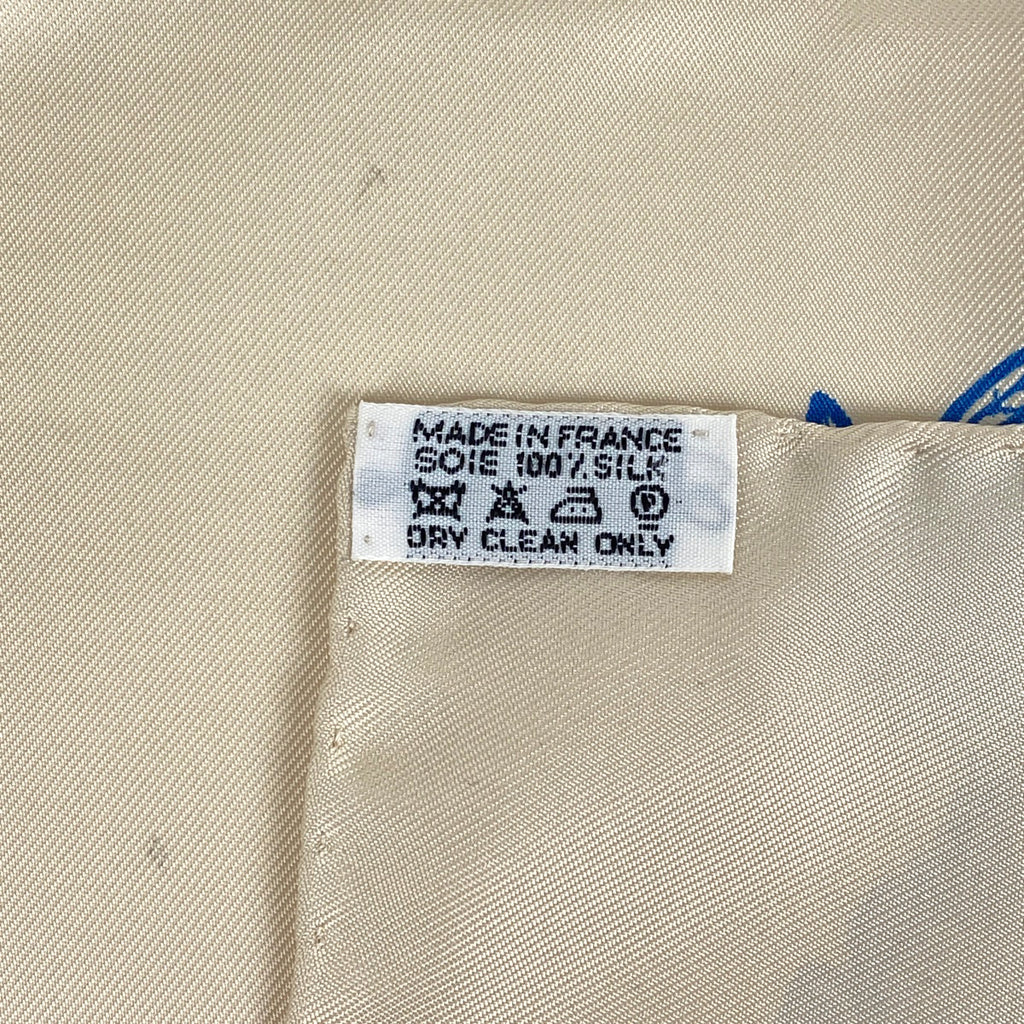 MADE IN FRANCE
SOIE 100% SILK
DRY CLEAN ONLY